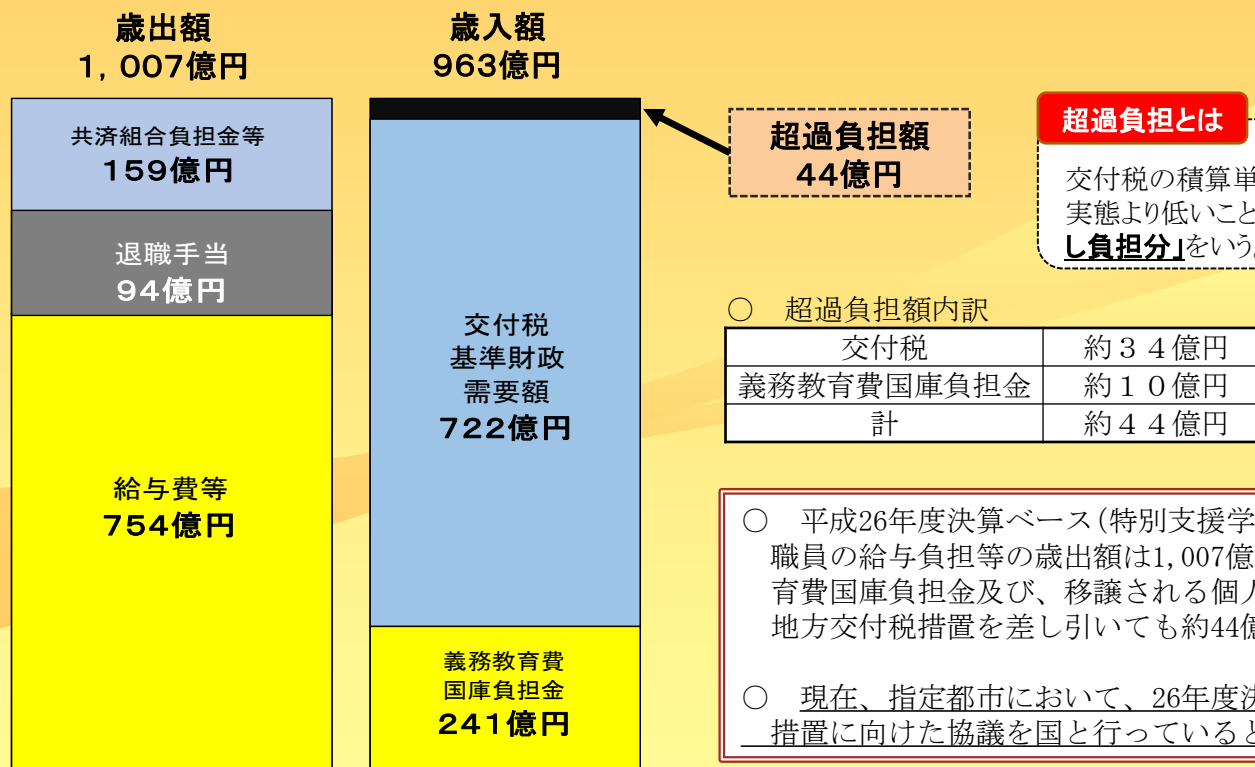 歳出額
1，007億円
共済組合負担金等
159億円
退職手当
94億円
給与費等
754億円
歳入額
963億円
交付税
基準財政
需要額
722億円
義務教育費
国庫負担金
241億円
超過負担額
44億円
超過負担とは
交付税の積算単
実態より低いこと
し負担分」をいう
○　超過負担額内訳
交付税　約３４億円
義務教育費国庫負担金　約１０億円
計　約４４億円
○　平成26年度決算ベース(特別支援学
職員の給与負担等の歳出額は1,007億
育費国庫負担金及び、移譲される個人
地方交付税措置を差し引いても約44億
○　現在、指定都市において、26年度決
措置に向けた協議を国と行っていると